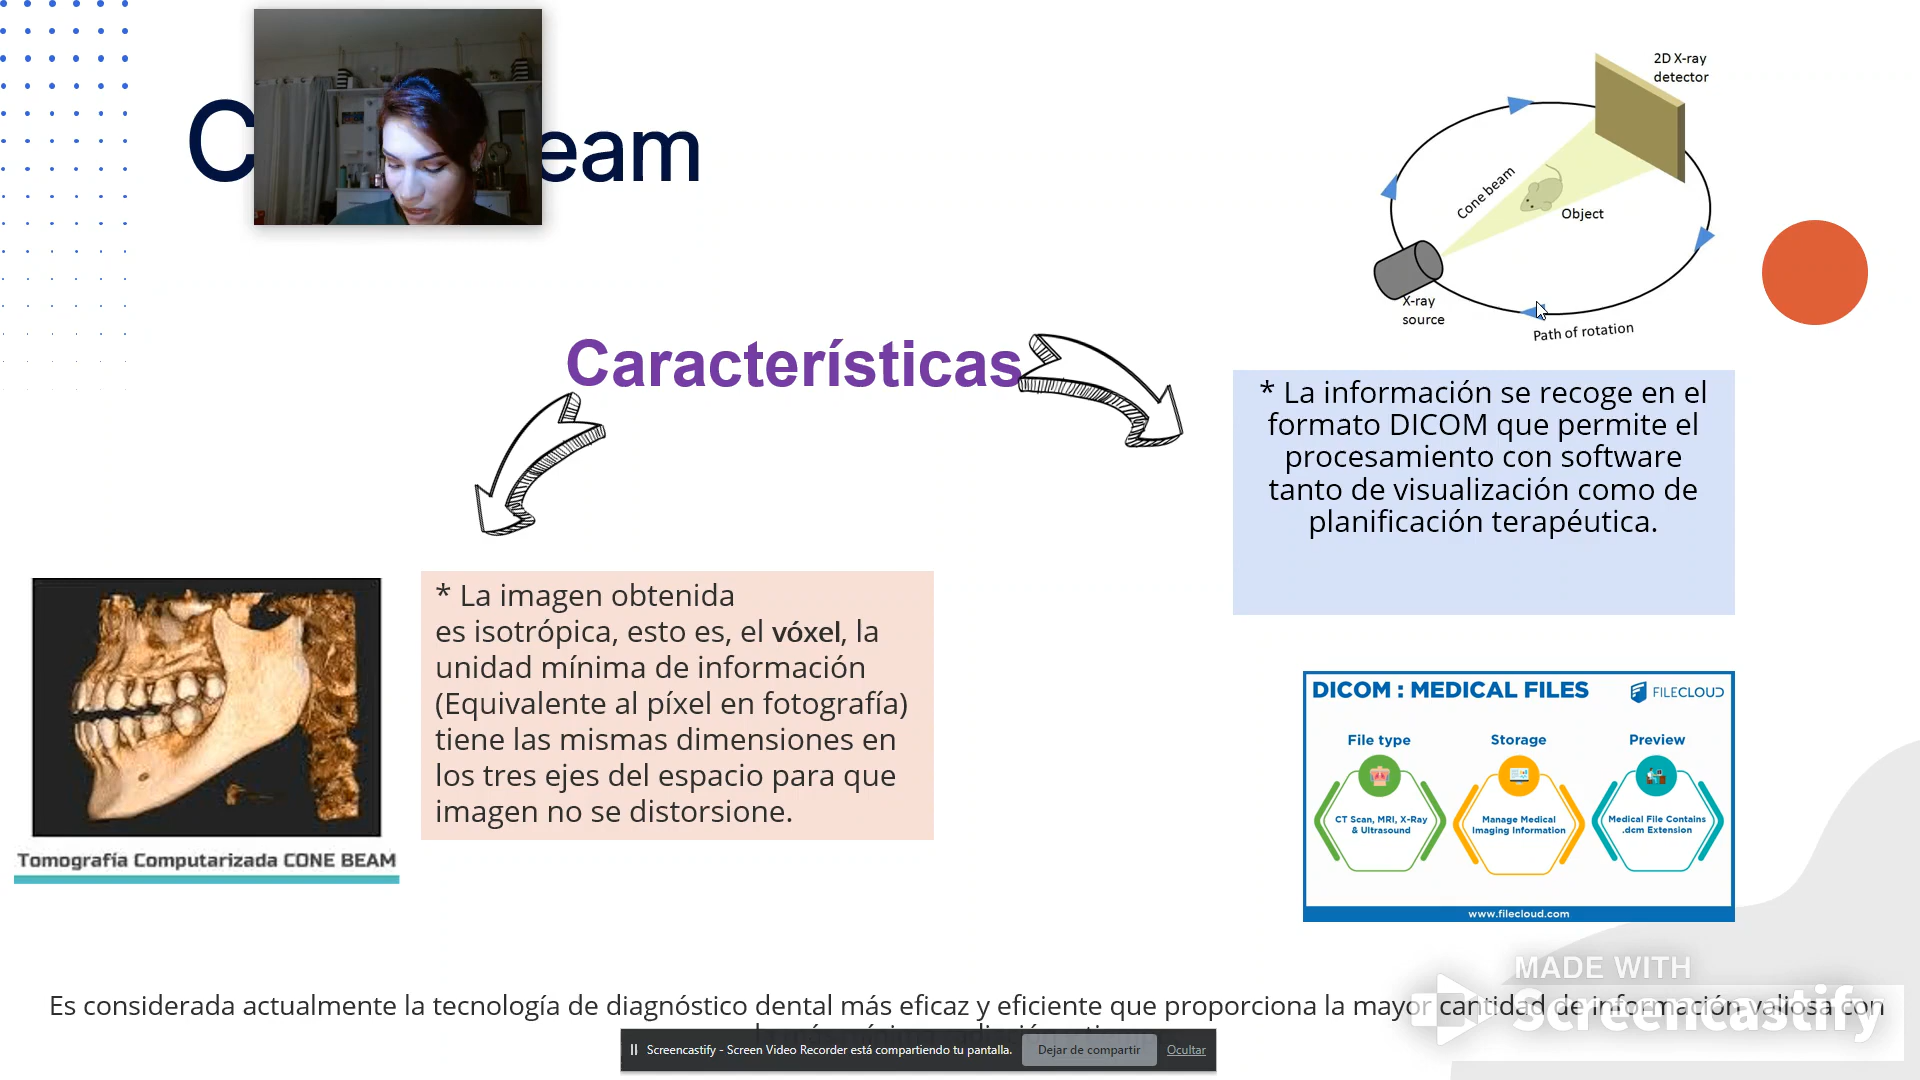 C eam
2D X-ray
detector
Cone beam
Object
X-ray
source
Path of rotation
Características
* La información se recoge en el
formato DICOM que permite el
procesamiento con software
tanto de visualización como de
planificación terapéutica.
* La imagen obtenida
es isotrópica, esto es, el vóxel, la
unidad mínima de información
(Equivalente al píxel en fotografía)
tiene las mismas dimensiones en
los tres ejes del espacio para que
imagen no se distorsione.
Tomografía Computarizada CONE BEAM
DICOM : MEDICAL FILES
FILECLOUD
File type
Storage
Preview
CT Scan, MRI, X-Ray
& Ultrasound
Manage Medical
Imaging Information
Medical File Contains
.dcm Extension
www.filecloud.com
Es considerada actualmente la tecnología de diagnóstico dental más eficaz y eficiente que proporciona la mayor cantidad de información valiosa con
MADE WITH
Screencastify
Screencastify - Screen Video Recorder está compartiendo tu pantalla.
Dejar de compartir
Ocultar